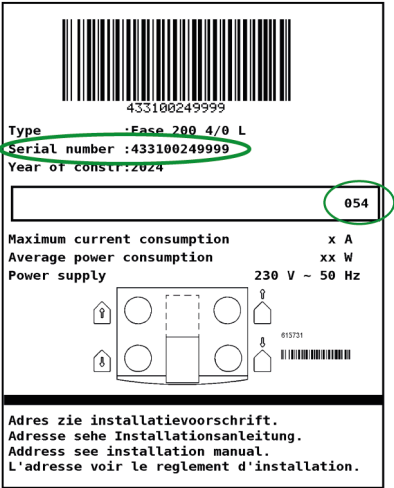 433100249999
Type :Ease 200 4/0 L
Serial number :433100249999
Year of constr:2024
054
Maximum current consumption x A
Average power consumption xx W
Power supply 230 V ~ 50 Hz
615731
Adres zie installatievoorschrift.
Adresse sehe Installationsanleitung.
Address see installation manual.
L'adresse voir le reglement d'installation.